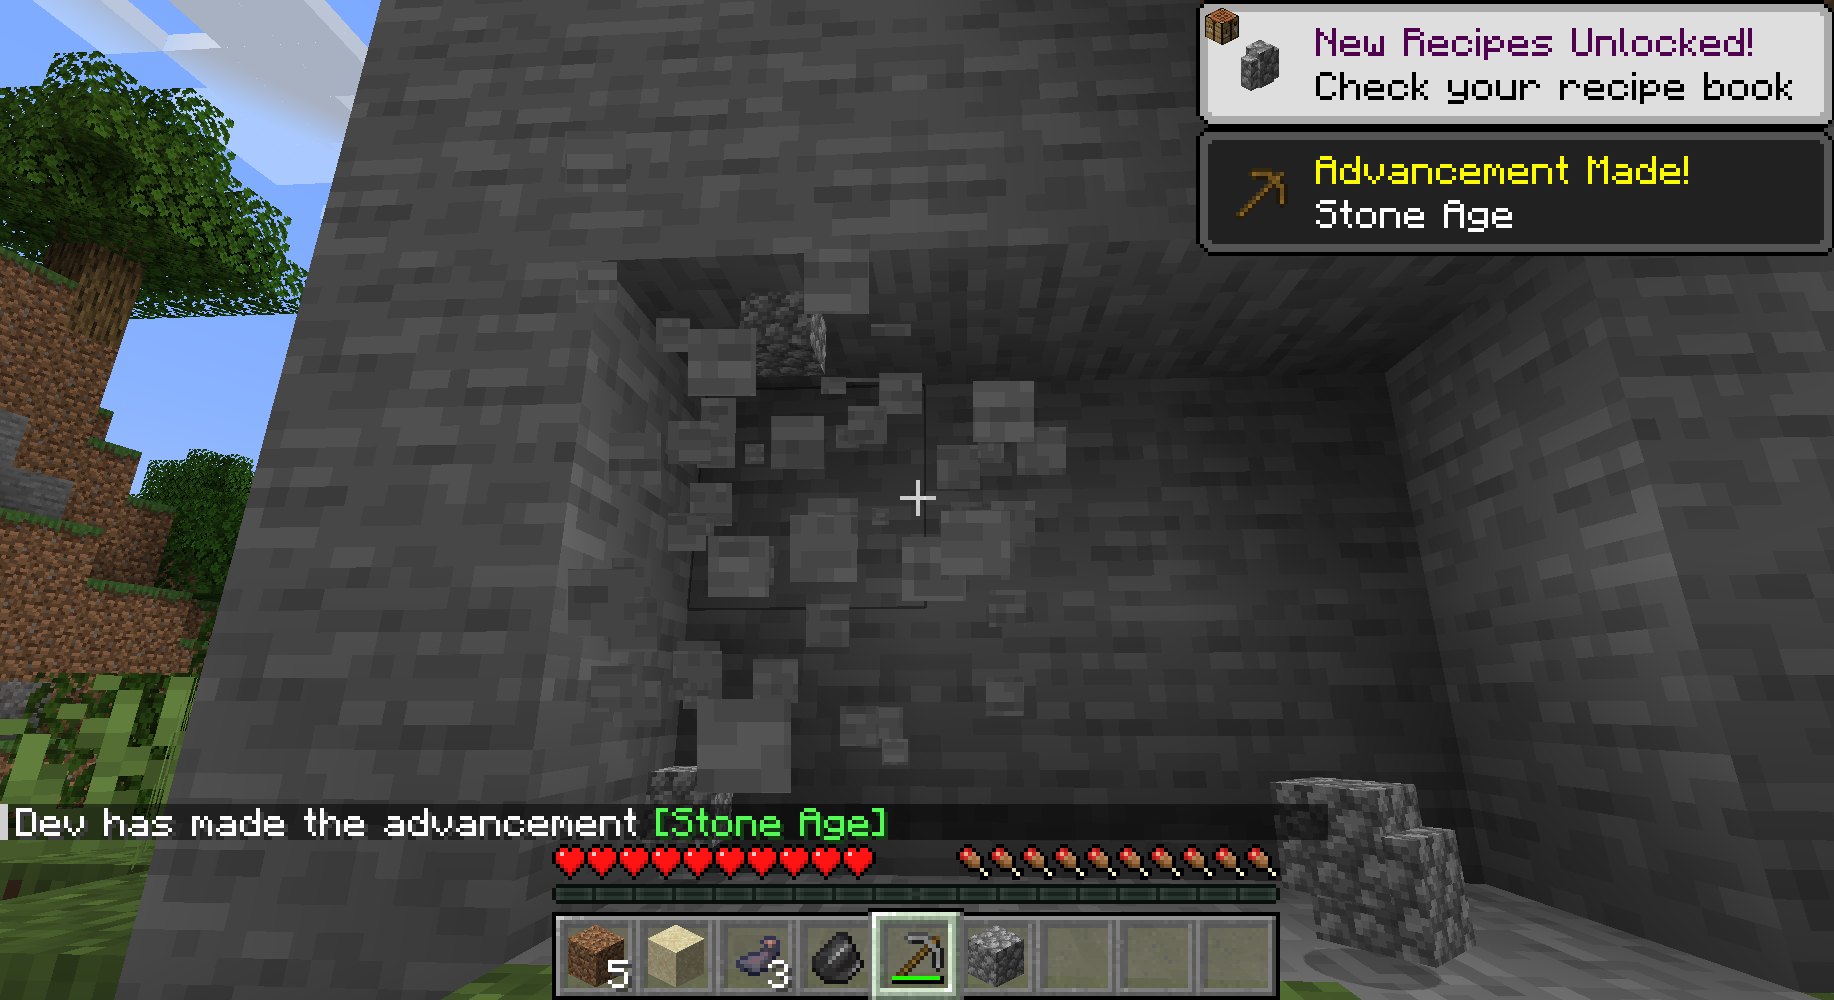 New Recipes Unlocked!
Check your recipe book
Advancement Made!
Stone Age
Dev has made the advancement [Stone Age]
5
3